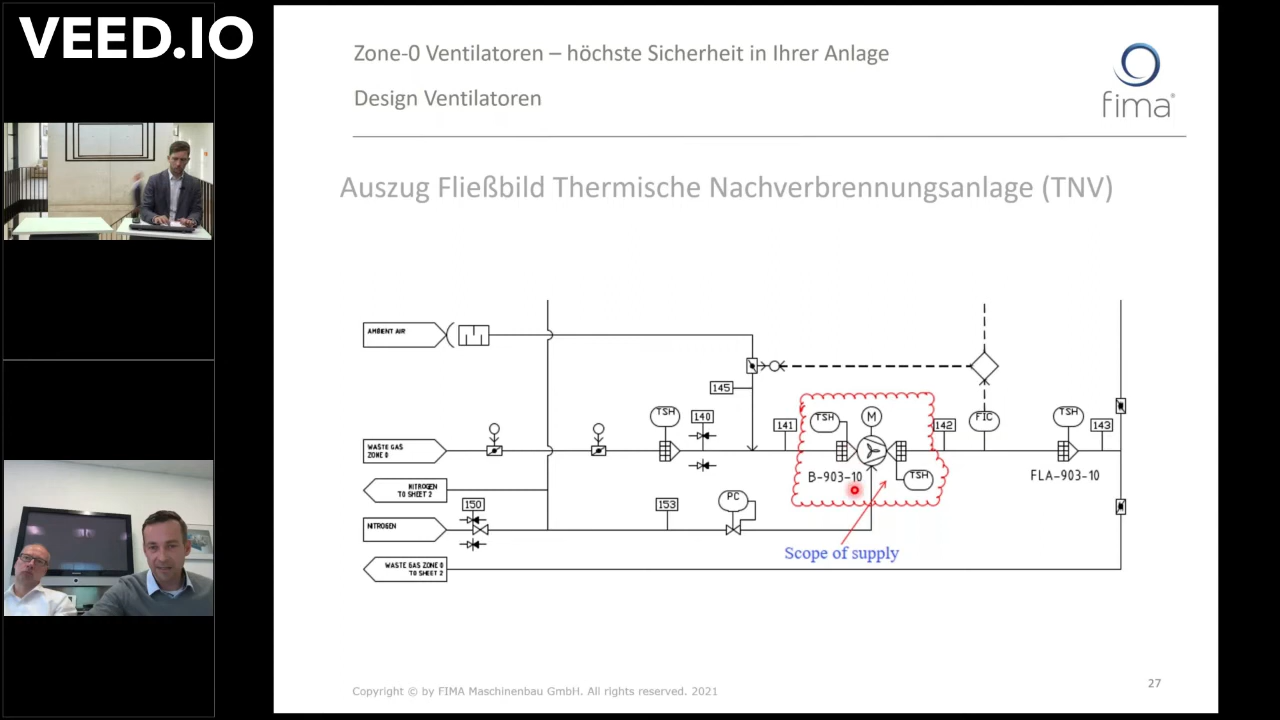 VEED.IO
Zone-0 Ventilatoren – höchste Sicherheit in Ihrer Anlage
Design Ventilatoren
fima®
Auszug Fließbild Thermische Nachverbrennungsanlage (TNV)
AMBIENT AIR
145
TSH
140
141
TSH
M
142
FIC
TSH
143
WASTE GAS
ZONE 0
B-903-10
TSH
FLA-903-10
NITROGEN
TO SHEET 2
150
153
PC
NITROGEN
Scope of supply
WASTE GAS ZONE 0
TO SHEET 2
Copyright © by FIMA Maschinenbau GmbH. All rights reserved. 2021
27